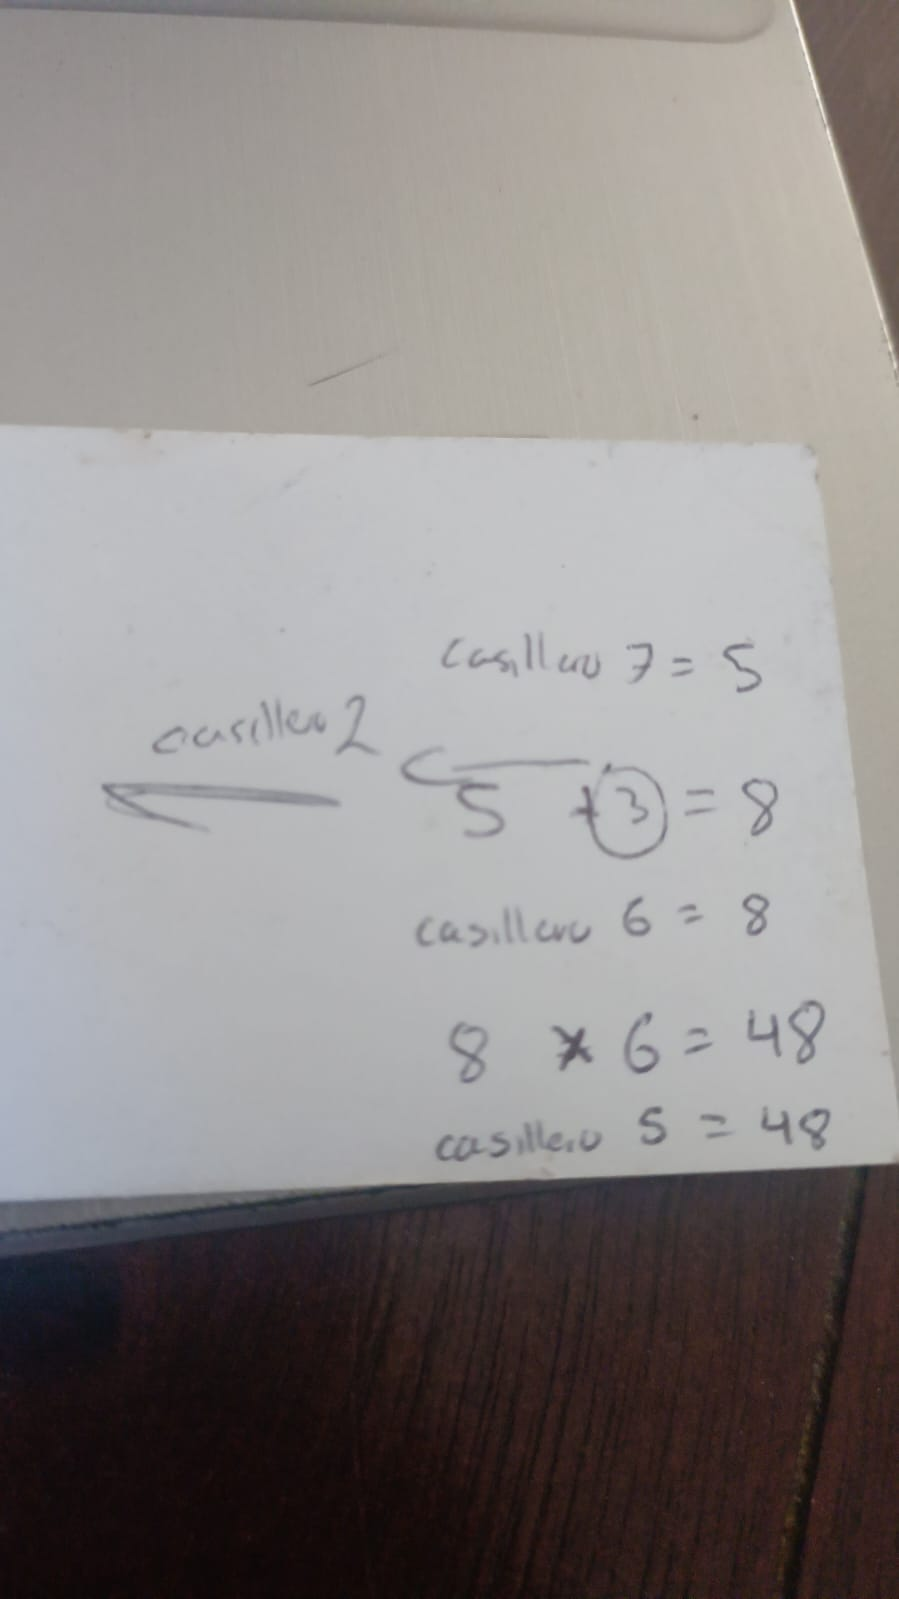 casillero 7 = 5
casillero 2
5 + 3 = 8
casillero 6 = 8
8 * 6 = 48
casillero 5 = 48